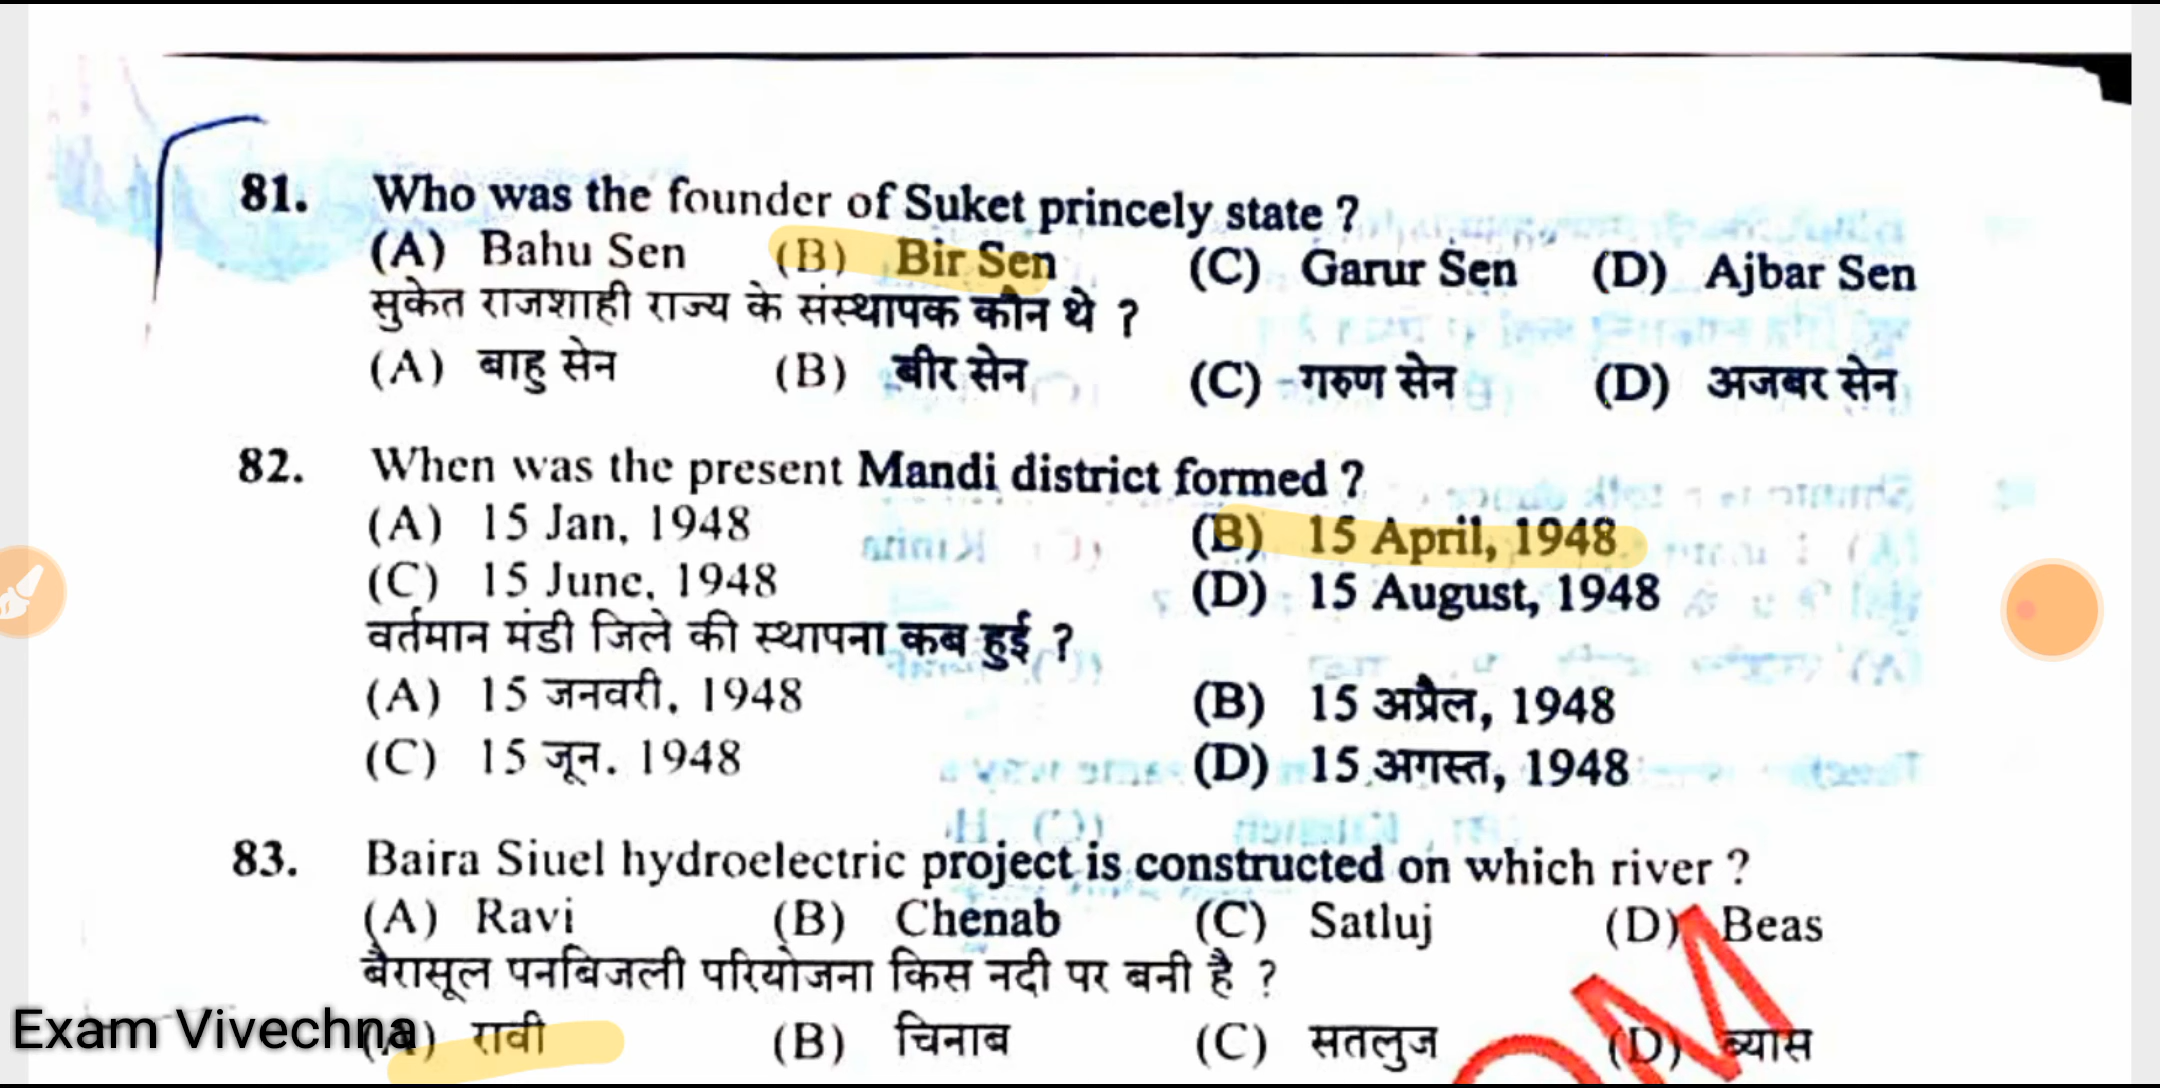 81. Who was the founder of Suket princely state ?
(A) Bahu Sen (B) Bir Sen (C) Garur Sen (D) Ajbar Sen
सुकेत राजशाही राज्य के संस्थापक कौन थे ?
(A) बाहु सेन (B) बीर सेन (C) गरुण सेन (D) अजबर सेन
82. When was the present Mandi district formed ?
(A) 15 Jan, 1948 (B) 15 April, 1948
(C) 15 June, 1948 (D) 15 August, 1948
वर्तमान मंडी जिले की स्थापना कब हुई ?
(A) 15 जनवरी, 1948 (B) 15 अप्रैल, 1948
(C) 15 जून. 1948 (D) 15 अगस्त, 1948
83. Baira Siuel hydroelectric project is constructed on which river ?
(A) Ravi (B) Chenab (C) Satluj (D) Beas
बैरासूल पनबिजली परियोजना किस नदी पर बनी है ?
(A) रावी (B) चिनाब (C) सतलुज (D) ब्यास
Exam Vivechna
OM